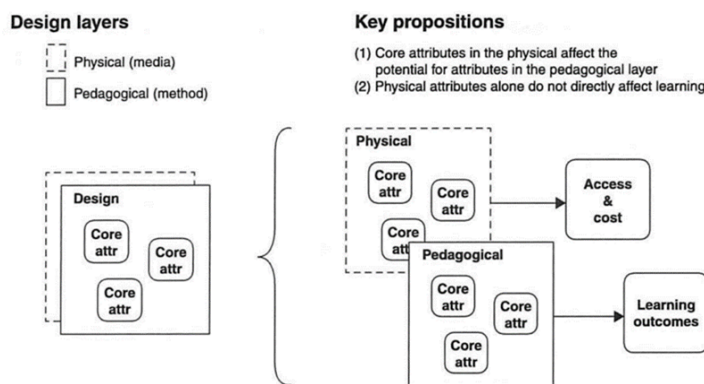 Design layers
Physical (media)
Pedagogical (method)
Design
Core
attr
Core
attr
Core
attr
Key propositions
(1) Core attributes in the physical affect the
potential for attributes in the pedagogical layer
(2) Physical attributes alone do not directly affect learning
Physical
Core
attr
Core
attr
Core
att
Access
&
cost
Pedagogical
Core
attr
Core
attr
Core
attr
Learning
outcomes